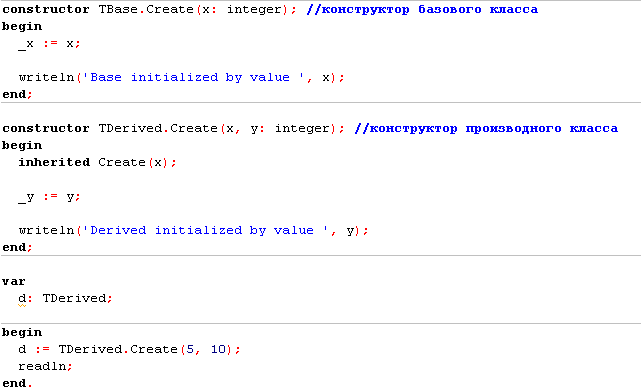 constructor TBase.Create(x: integer); //конструктор базового класса
begin
  _x := x;
  writeln('Base initialized by value ', x);
end;
constructor TDerived.Create(x, y: integer); //конструктор производного класса
begin
  inherited Create(x);
  _y := y;
  writeln('Derived initialized by value ', y);
end;
var
  d: TDerived;
begin
  d := TDerived.Create(5, 10);
  readln;
end.